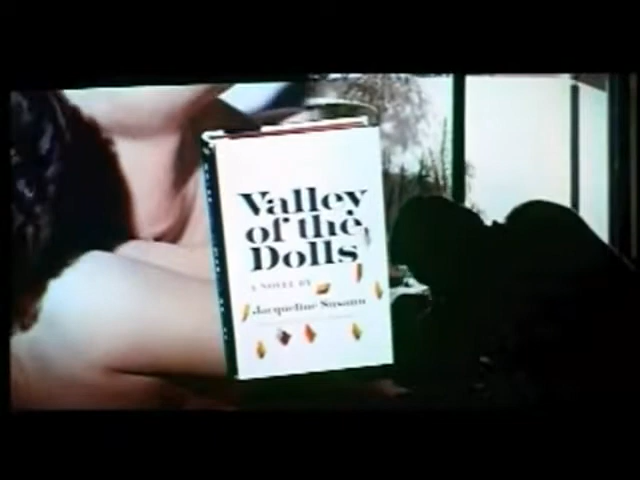 Valley
of the
Dolls
A NOVEL BY
Jacqueline Susann